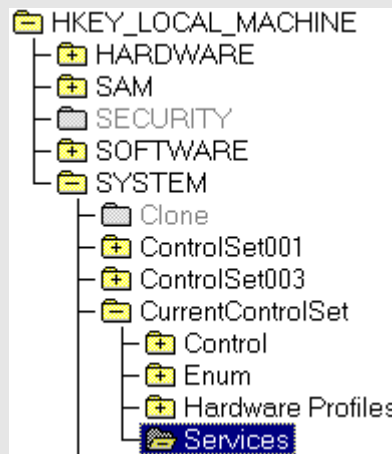 HKEY_LOCAL_MACHINE
HARDWARE
SAM
SECURITY
SOFTWARE
SYSTEM
Clone
ControlSet001
ControlSet003
CurrentControlSet
Control
Enum
Hardware Profiles
Services